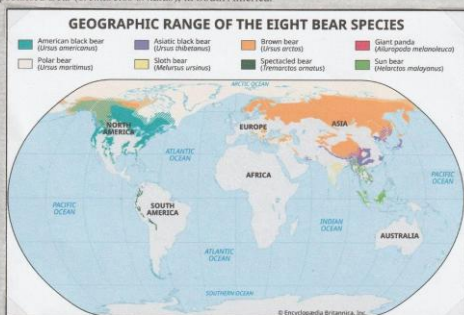 GEOGRAPHIC RANGE OF THE EIGHT BEAR SPECIES
American black bear
(Ursus americanus)
Asiatic black bear
(Ursus thibetanus)
Brown bear
(Ursus arctos)
Giant panda
(Ailuropoda melanoleuca)
Polar bear
(Ursus maritimus)
Sloth bear
(Melursus ursinus)
Spectacled bear
(Tremarctos ornatus)
Sun bear
(Helarctos malayanus)
ARCTIC OCEAN
NORTH
AMERICA
EUROPE
ASIA
ATLANTIC
OCEAN
AFRICA
PACIFIC
OCEAN
PACIFIC
OCEAN
SOUTH
AMERICA
INDIAN
OCEAN
AUSTRALIA
ATLANTIC
OCEAN
SOUTHERN OCEAN
© Encyclopædia Britannica, Inc.